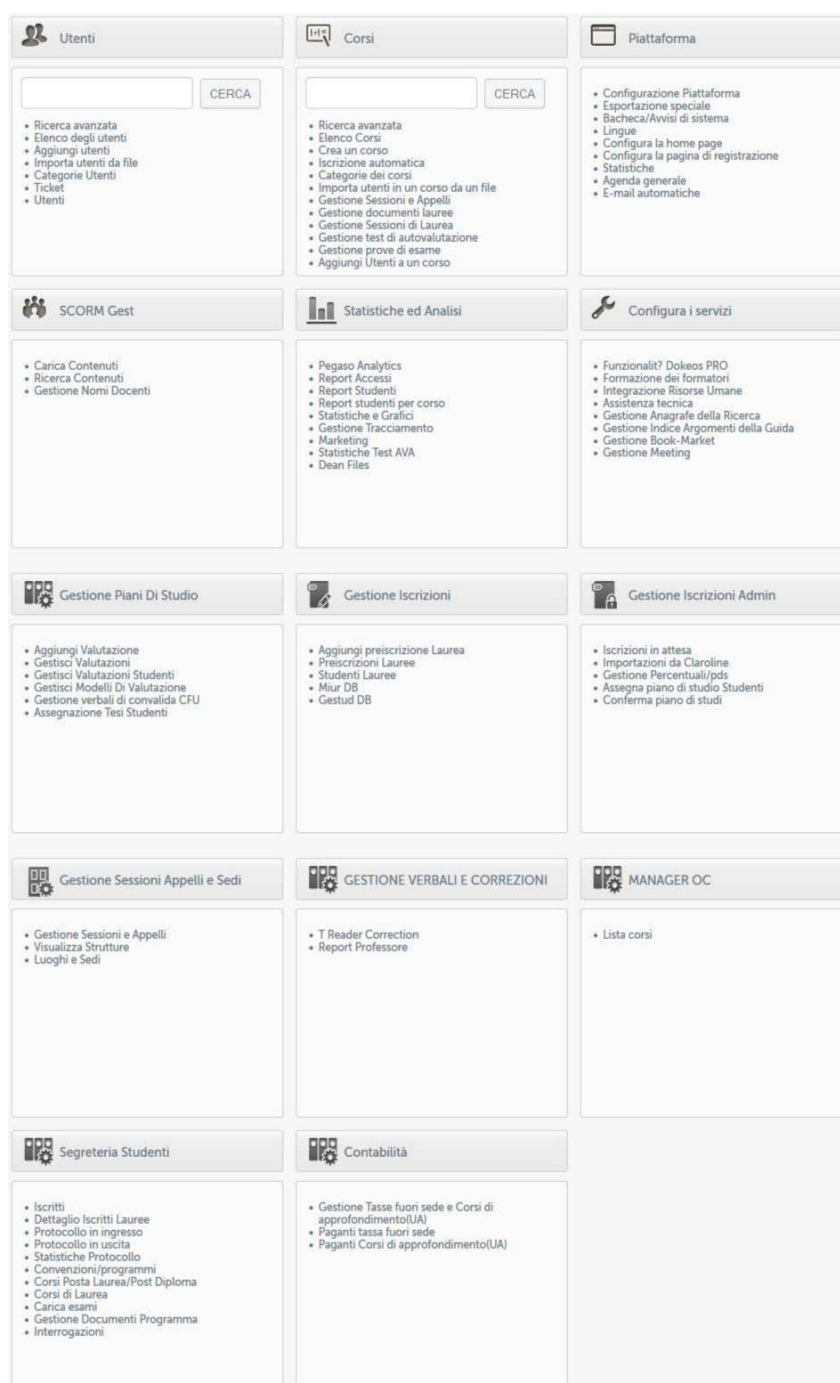 Utenti
CERCA
• Ricerca avanzata
• Elenco degli utenti
• Aggiungi utenti
• Importa utenti da file
• Categorie Utenti
• Ticket
• Utenti
Corsi
CERCA
• Ricerca avanzata
• Elenco Corsi
• Crea un corso
• Iscrizione automatica
• Categorie dei corsi
• Importa utenti in un corso da un file
• Gestione Sessioni e Appelli
• Gestione documenti lauree
• Gestione Sessioni di Laurea
• Gestione test di autovalutazione
• Gestione prove di esame
• Aggiungi Utenti a un corso
Piattaforma
• Configurazione Piattaforma
• Esportazione speciale
• Bacheca/Avvisi di sistema
• Lingue
• Configura la home page
• Configura la pagina di registrazione
• Statistiche
• Agenda generale
• E-mail automatiche
SCORM Gest
• Carica Contenuti
• Ricerca Contenuti
• Gestione Nomi Docenti
Statistiche ed Analisi
• Pegaso Analytics
• Report Accessi
• Report Studenti
• Report studenti per corso
• Statistiche e Grafici
• Gestione Tracciamento
• Marketing
• Statistiche Test AVA
• Dean Files
Configura i servizi
• Funzionalit? Dokeos PRO
• Formazione dei formatori
• Integrazione Risorse Umane
• Assistenza tecnica
• Gestione Anagrafe della Ricerca
• Gestione Indice Argomenti della Guida
• Gestione Book-Market
• Gestione Meeting
Gestione Piani Di Studio
• Aggiungi Valutazione
• Gestisci Valutazioni
• Gestisci Valutazioni Studenti
• Gestisci Modelli Di Valutazione
• Gestione verbali di convalida CFU
• Assegnazione Tesi Studenti
Gestione Iscrizioni
• Aggiungi preiscrizione Laurea
• Preiscrizioni Lauree
• Studenti Lauree
• Miur DB
• Gestud DB
Gestione Iscrizioni Admin
• Iscrizioni in attesa
• Importazioni da Claroline
• Gestione Percentuali/pds
• Assegna piano di studio Studenti
• Conferma piano di studi
Gestione Sessioni Appelli e Sedi
• Gestione Sessioni e Appelli
• Visualizza Strutture
• Luoghi e Sedi
GESTIONE VERBALI E CORREZIONI
• T Reader Correction
• Report Professore
MANAGER OC
• Lista corsi
Segreteria Studenti
• Iscritti
• Dettaglio Iscritti Lauree
• Protocollo in ingresso
• Protocollo in uscita
• Statistiche Protocollo
• Convenzioni/programmi
• Corsi Posta Laurea/Post Diploma
• Corsi di Laurea
• Carica esami
• Gestione Documenti Programma
• Interrogazioni
Contabilità
• Gestione Tasse fuori sede e Corsi di
approfondimento(UA)
• Paganti tassa fuori sede
• Paganti Corsi di approfondimento(UA)